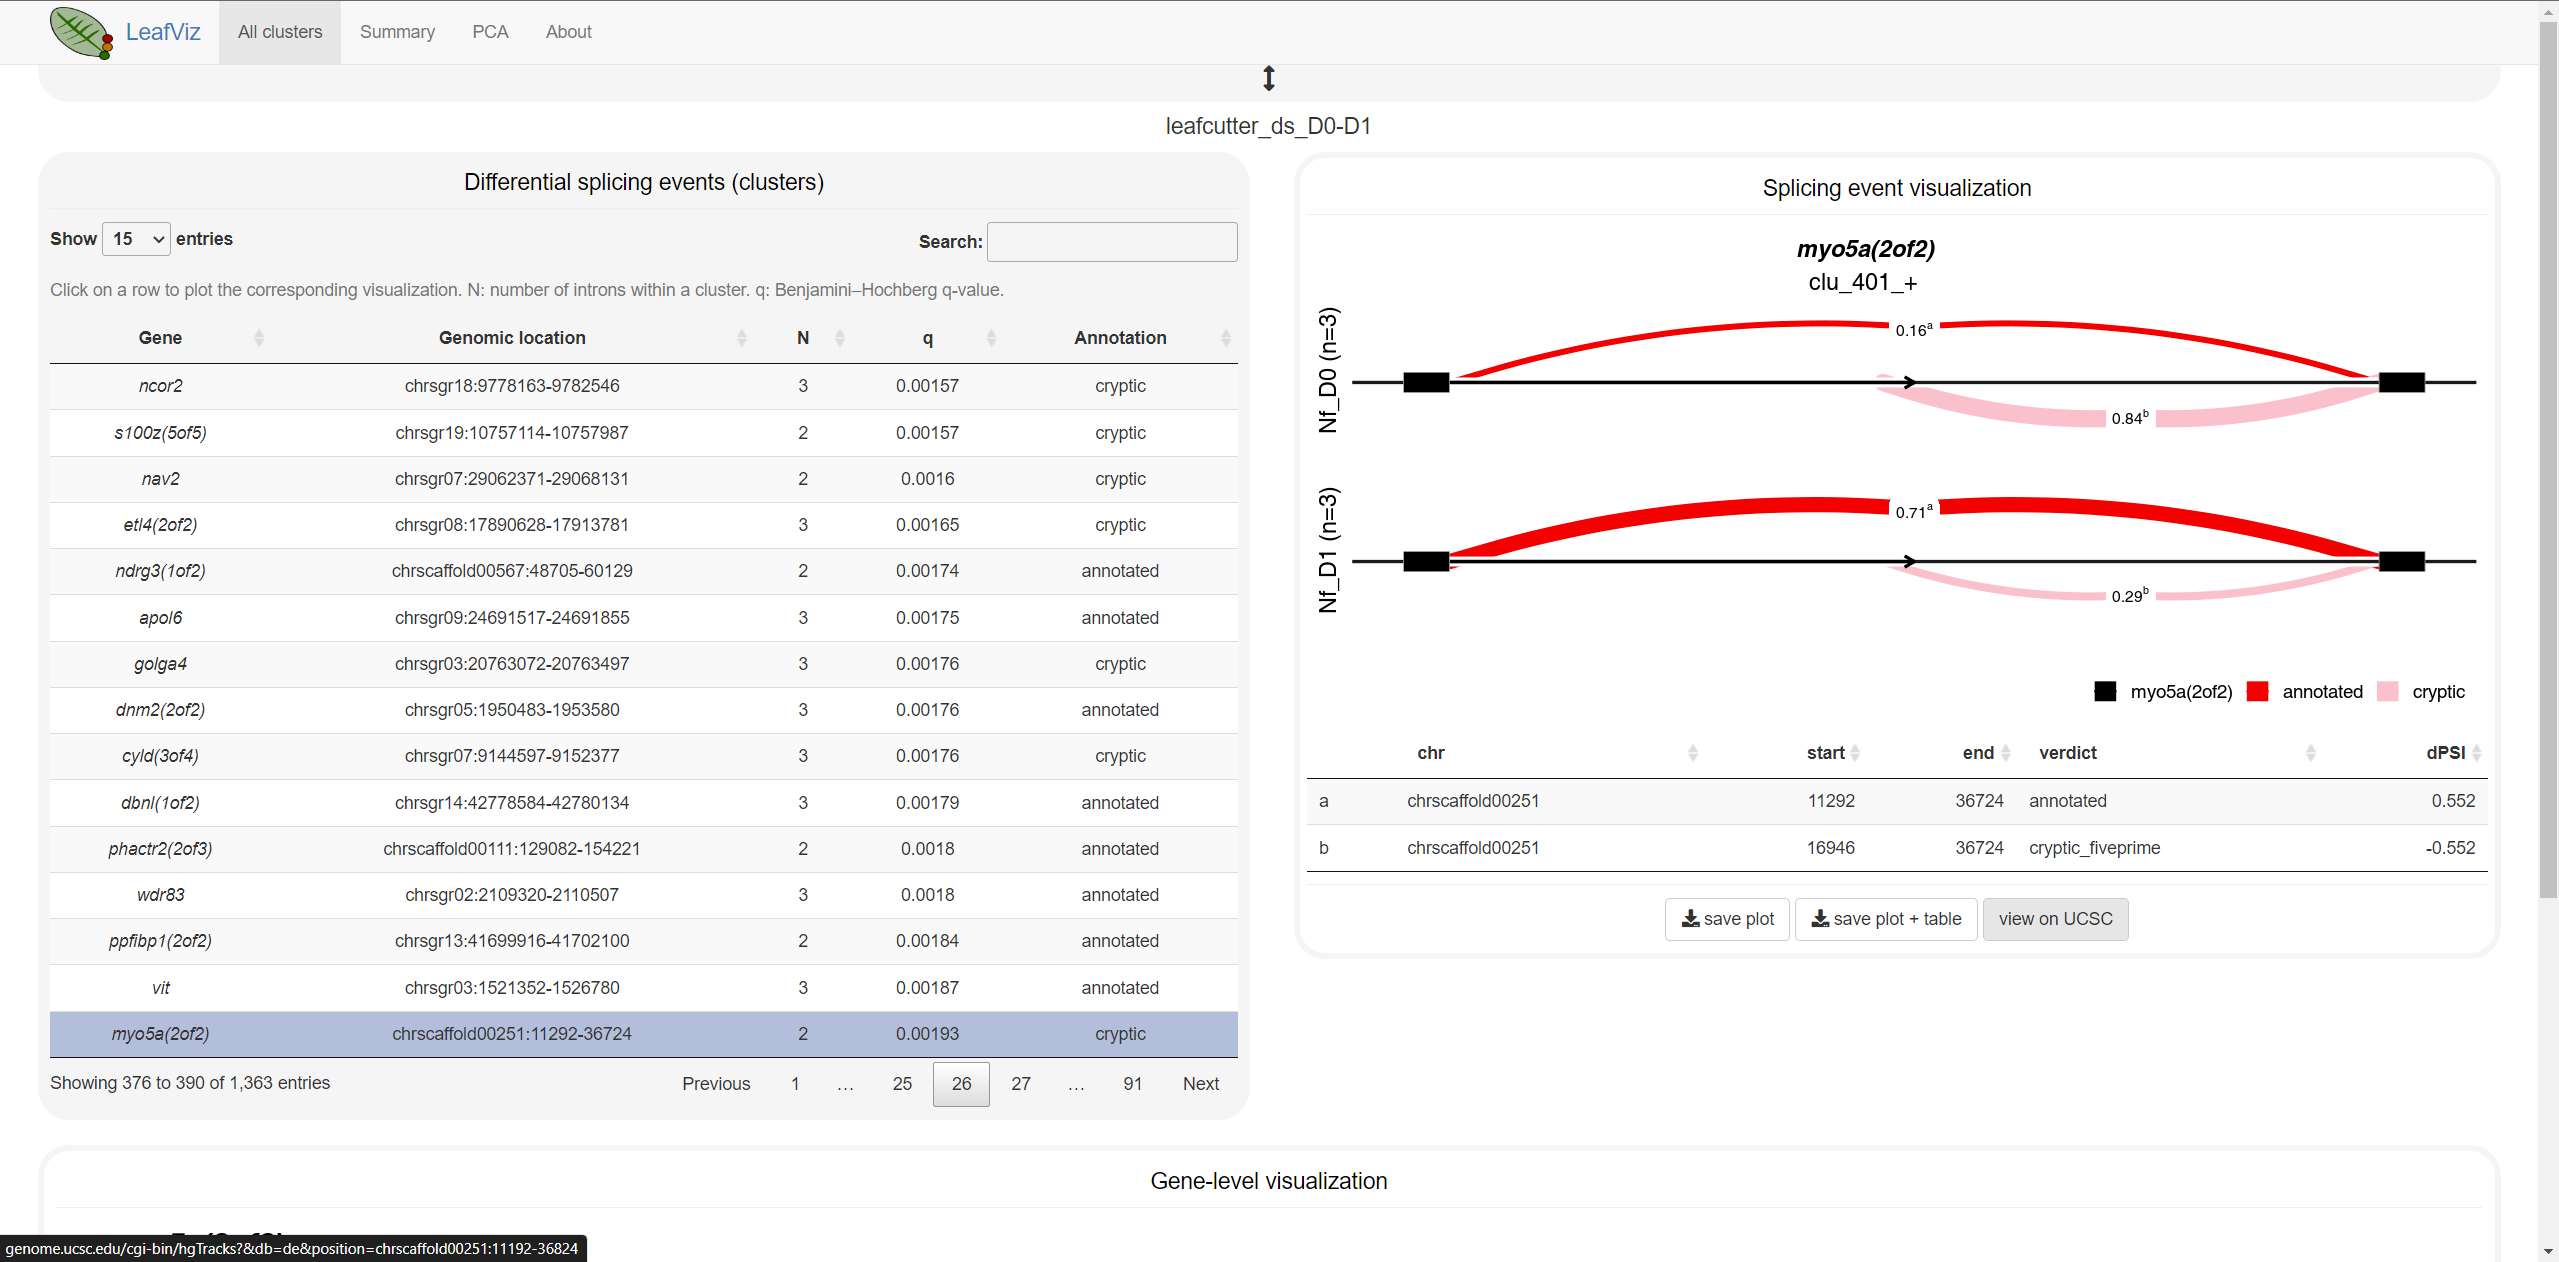 LeafViz All clusters Summary PCA About
leafcutter_ds_D0-D1
Differential splicing events (clusters)
Show 15 entries Search:
Click on a row to plot the corresponding visualization. N: number of introns within a cluster. q: Benjamini–Hochberg q-value.
Gene Genomic location N q Annotation
ncor2 chrsgr18:9778163-9782546 3 0.00157 cryptic
s100z(5of5) chrsgr19:10757114-10757987 2 0.00157 cryptic
nav2 chrsgr07:29062371-29068131 2 0.0016 cryptic
etl4(2of2) chrsgr08:17890628-17913781 3 0.00165 cryptic
ndrg3(1of2) chrscaffold00567:48705-60129 2 0.00174 annotated
apol6 chrsgr09:24691517-24691855 3 0.00175 annotated
golga4 chrsgr03:20763072-20763497 3 0.00176 cryptic
dnm2(2of2) chrsgr05:1950483-1953580 3 0.00176 annotated
cyld(3of4) chrsgr07:9144597-9152377 3 0.00176 cryptic
dbnl(1of2) chrsgr14:42778584-42780134 3 0.00179 annotated
phactr2(2of3) chrscaffold00111:129082-154221 2 0.0018 annotated
wdr83 chrsgr02:2109320-2110507 3 0.0018 annotated
ppfibp1(2of2) chrsgr13:41699916-41702100 2 0.00184 annotated
vit chrsgr03:1521352-1526780 3 0.00187 annotated
myo5a(2of2) chrscaffold00251:11292-36724 2 0.00193 cryptic
Showing 376 to 390 of 1,363 entries Previous 1 … 25 26 27 … 91 Next
Splicing event visualization
myo5a(2of2)
clu_401_+
Nf_D0 (n=3)
0.16a
0.84b
Nf_D1 (n=3)
0.71a
0.29b
myo5a(2of2) annotated cryptic
chr start end verdict dPSI
a chrscaffold00251 11292 36724 annotated 0.552
b chrscaffold00251 16946 36724 cryptic_fiveprime -0.552
save plot save plot + table view on UCSC
Gene-level visualization
genome.ucsc.edu/cgi-bin/hgTracks?&db=de&position=chrscaffold00251:11192-36824